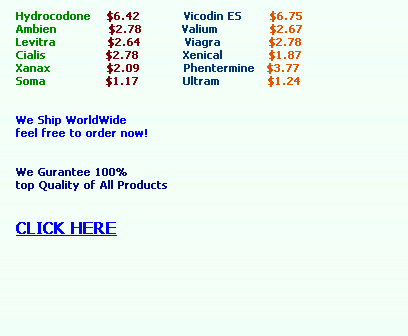 Hydrocodone $6.42 Vicodin ES $6.75
Ambien $2.78 Valium $2.67
Levitra $2.64 Viagra $2.78
Cialis $2.78 Xenical $1.87
Xanax $2.09 Phentermine $3.77
Soma $1.17 Ultram $1.24
We Ship WorldWide
feel free to order now!
We Gurantee 100%
top Quality of All Products
CLICK HERE